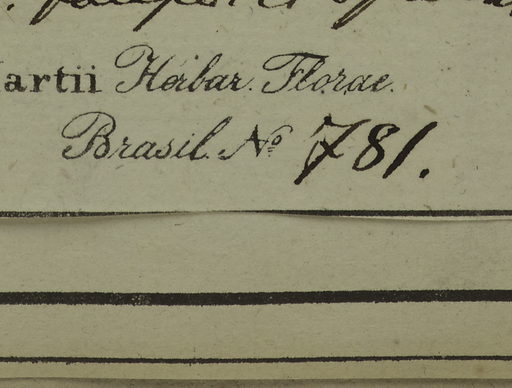 artii Herbar. Florae
Brasil. No 781.